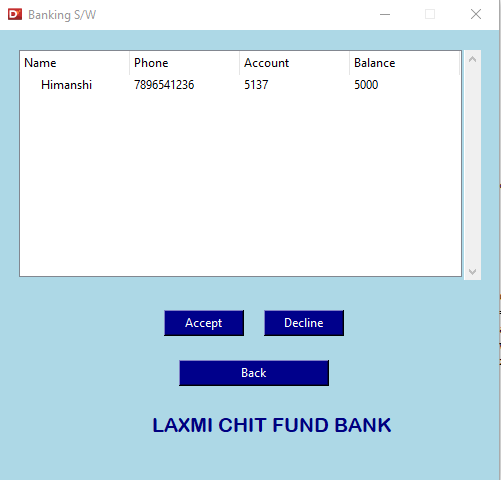 Banking S/W
Name Phone Account Balance
Himanshi 7896541236 5137 5000
Accept Decline
Back
LAXMI CHIT FUND BANK